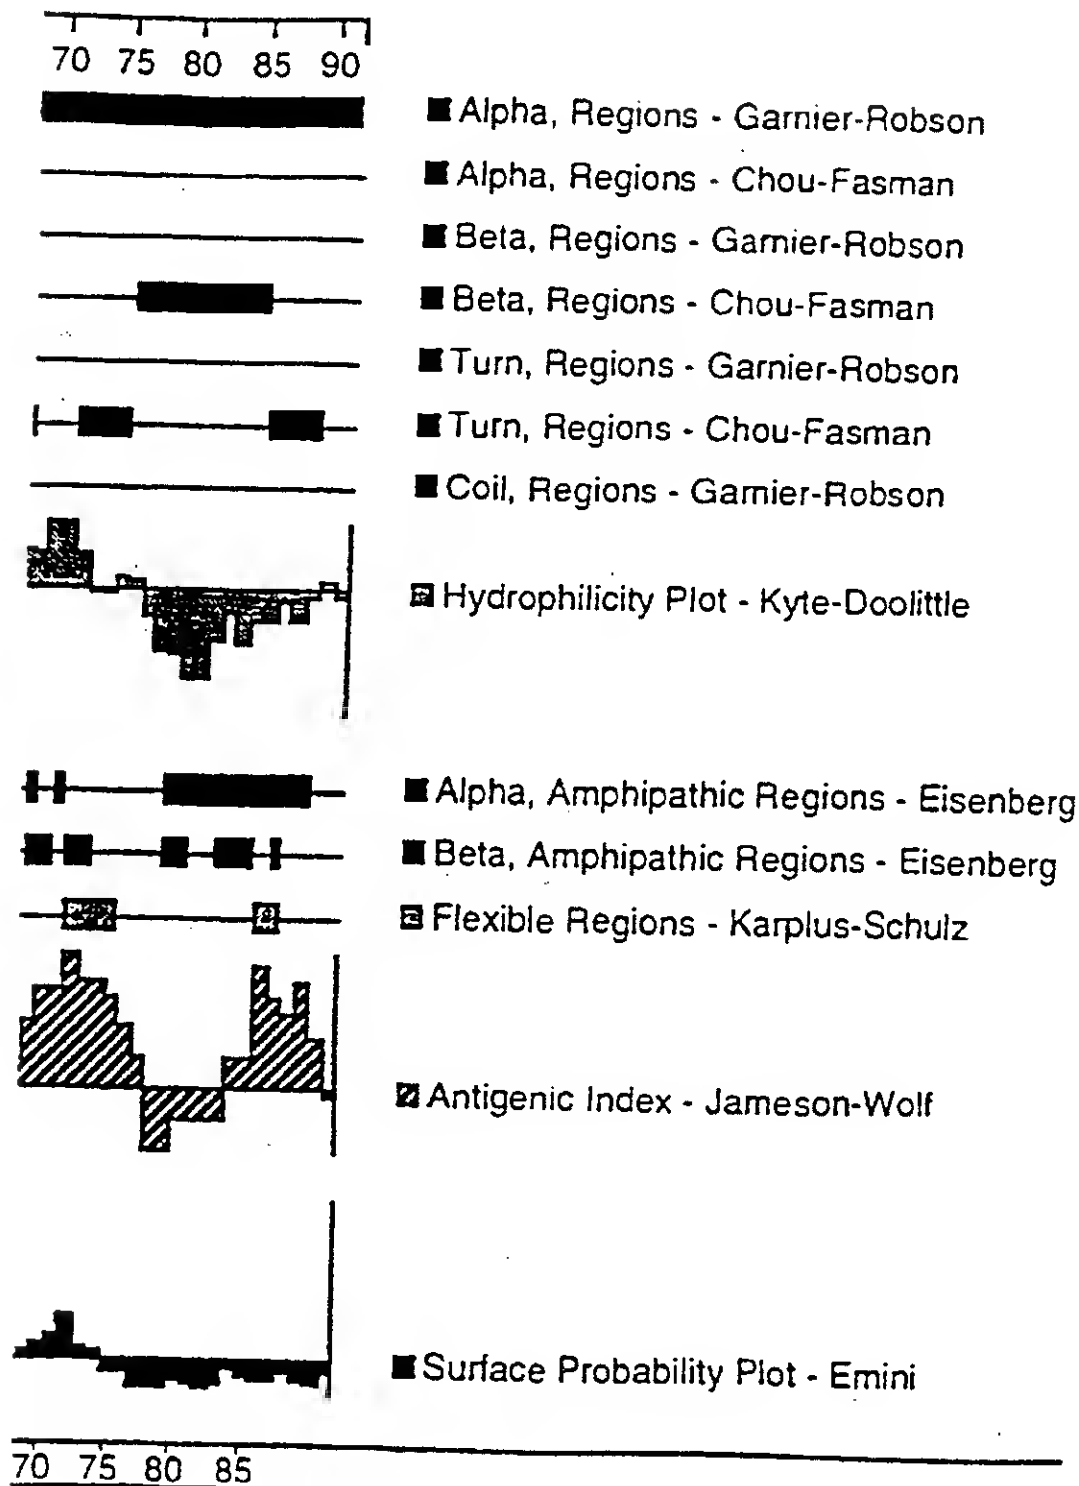 70 75 80 85 90
Alpha, Regions - Garnier-Robson
Alpha, Regions - Chou-Fasman
Beta, Regions - Garnier-Robson
Beta, Regions - Chou-Fasman
Turn, Regions - Garnier-Robson
Turn, Regions - Chou-Fasman
Coil, Regions - Garnier-Robson
Hydrophilicity Plot - Kyte-Doolittle
Alpha, Amphipathic Regions - Eisenberg
Beta, Amphipathic Regions - Eisenberg
Flexible Regions - Karplus-Schulz
Antigenic Index - Jameson-Wolf
Surface Probability Plot - Emini
70 75 80 85